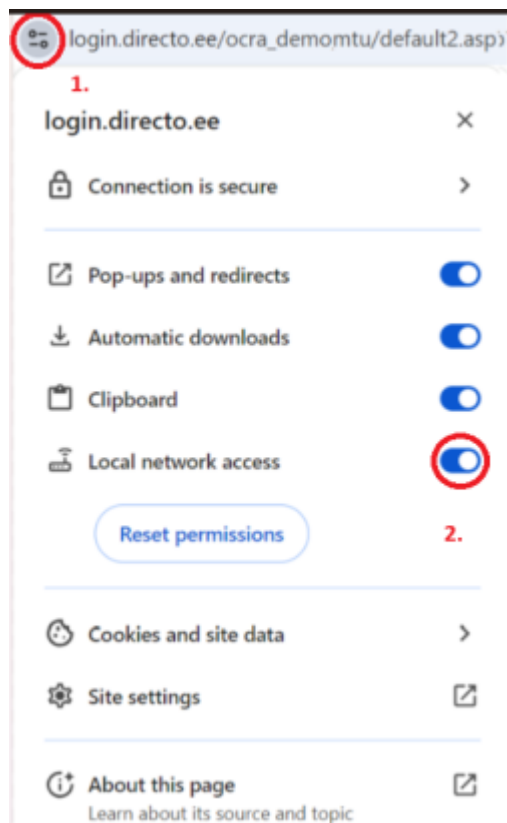 login.directo.ee/ocra_demomtu/default2.asp
1.
login.directo.ee
Connection is secure
Pop-ups and redirects
Automatic downloads
Clipboard
Local network access
Reset permissions
2.
Cookies and site data
Site settings
About this page
Learn about its source and topic